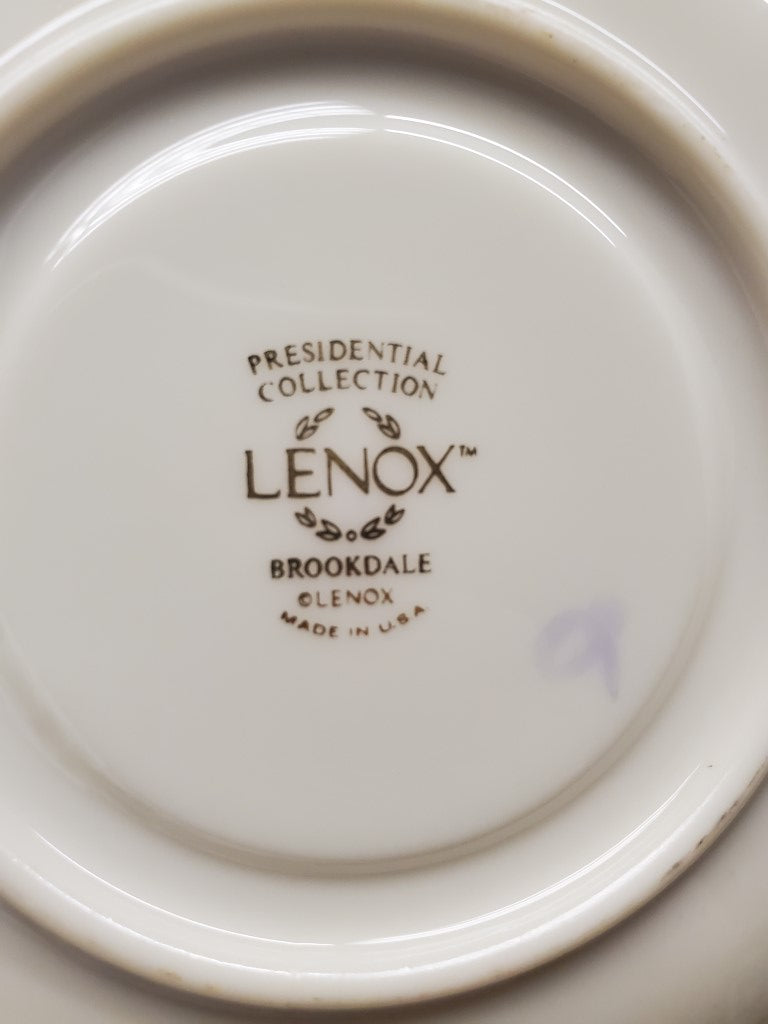 PRESIDENTIAL
COLLECTION
LENOX™
BROOKDALE
©LENOX
MADE IN U.S.A.